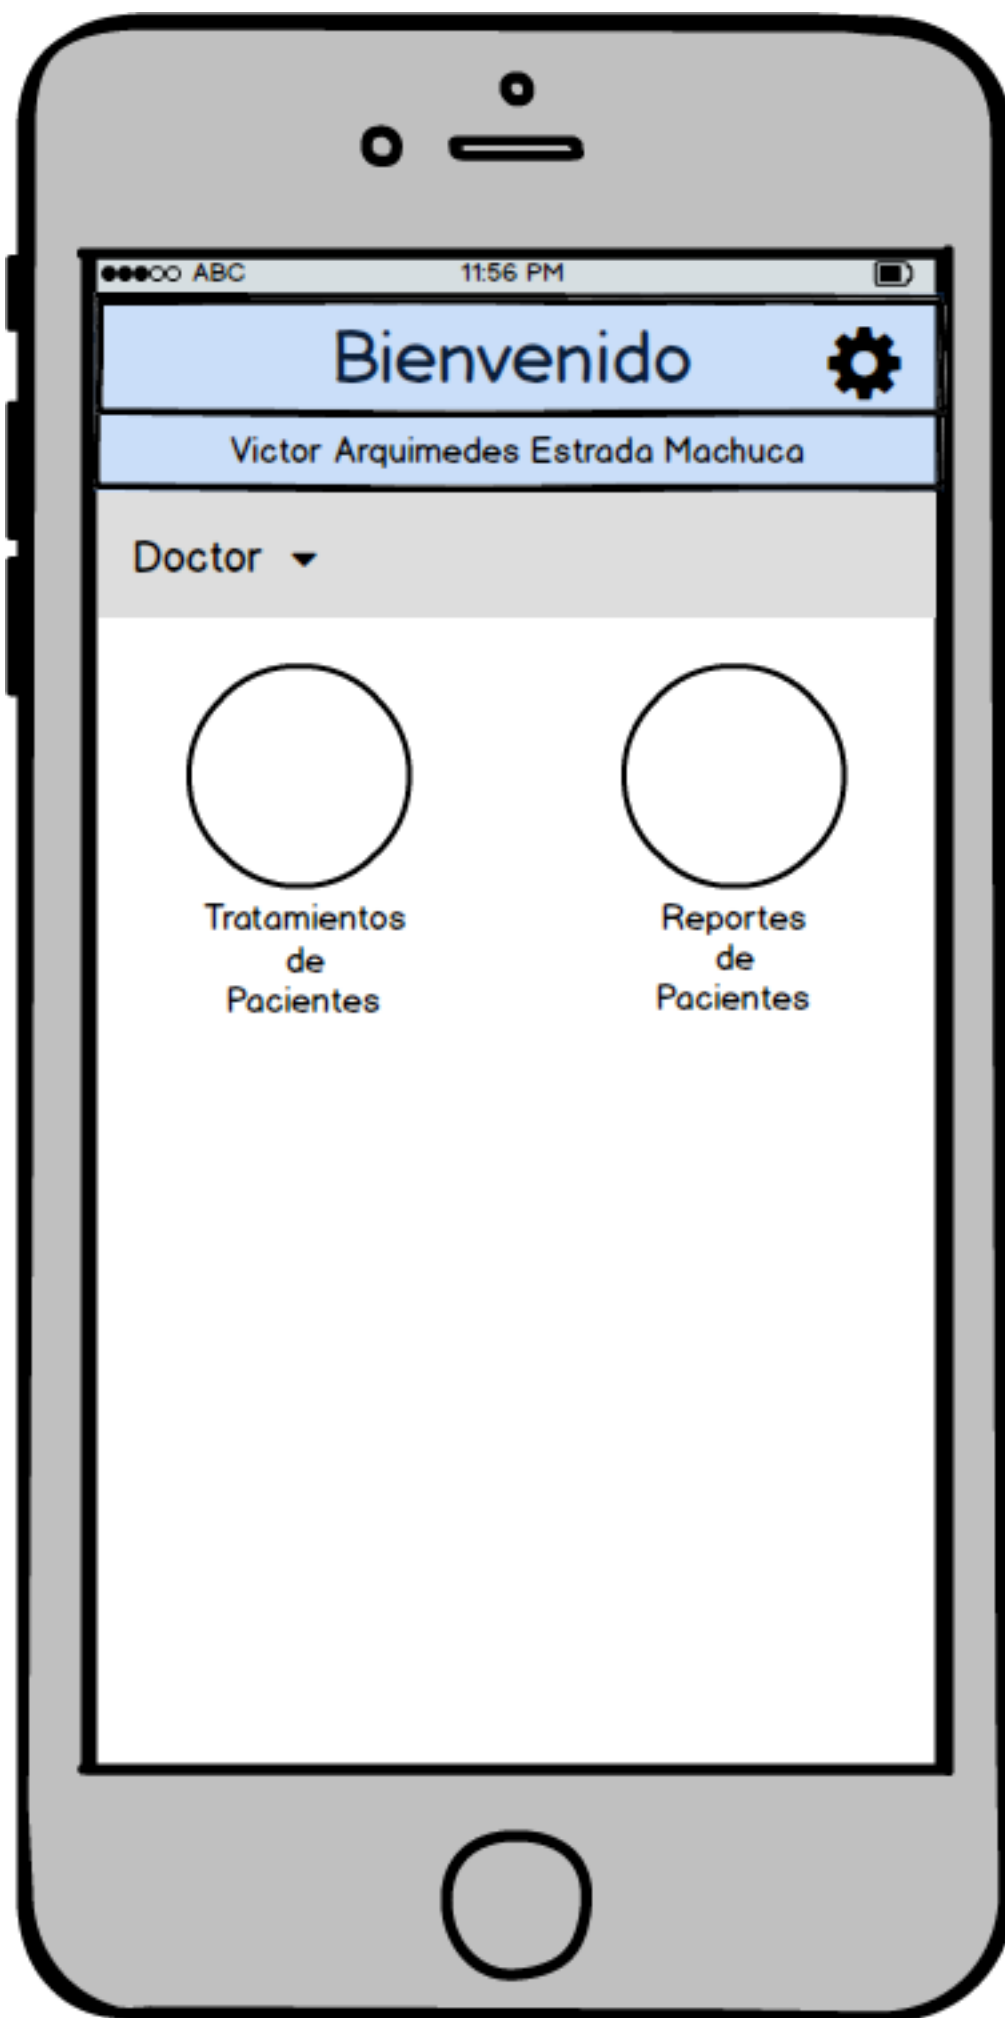 ABC 11:56 PM
Bienvenido
Victor Arquimedes Estrada Machuca
Doctor
Tratamientos
de
Pacientes
Reportes
de
Pacientes